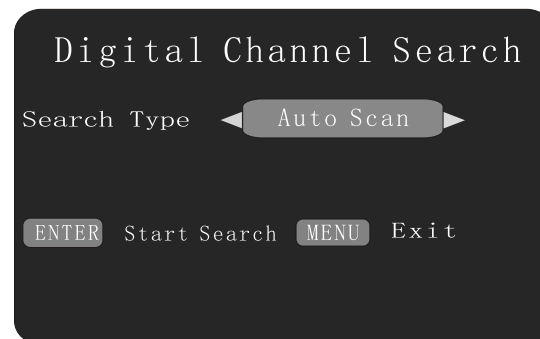 Digital Channel Search
Search Type Auto Scan
ENTER Start Search MENU Exit